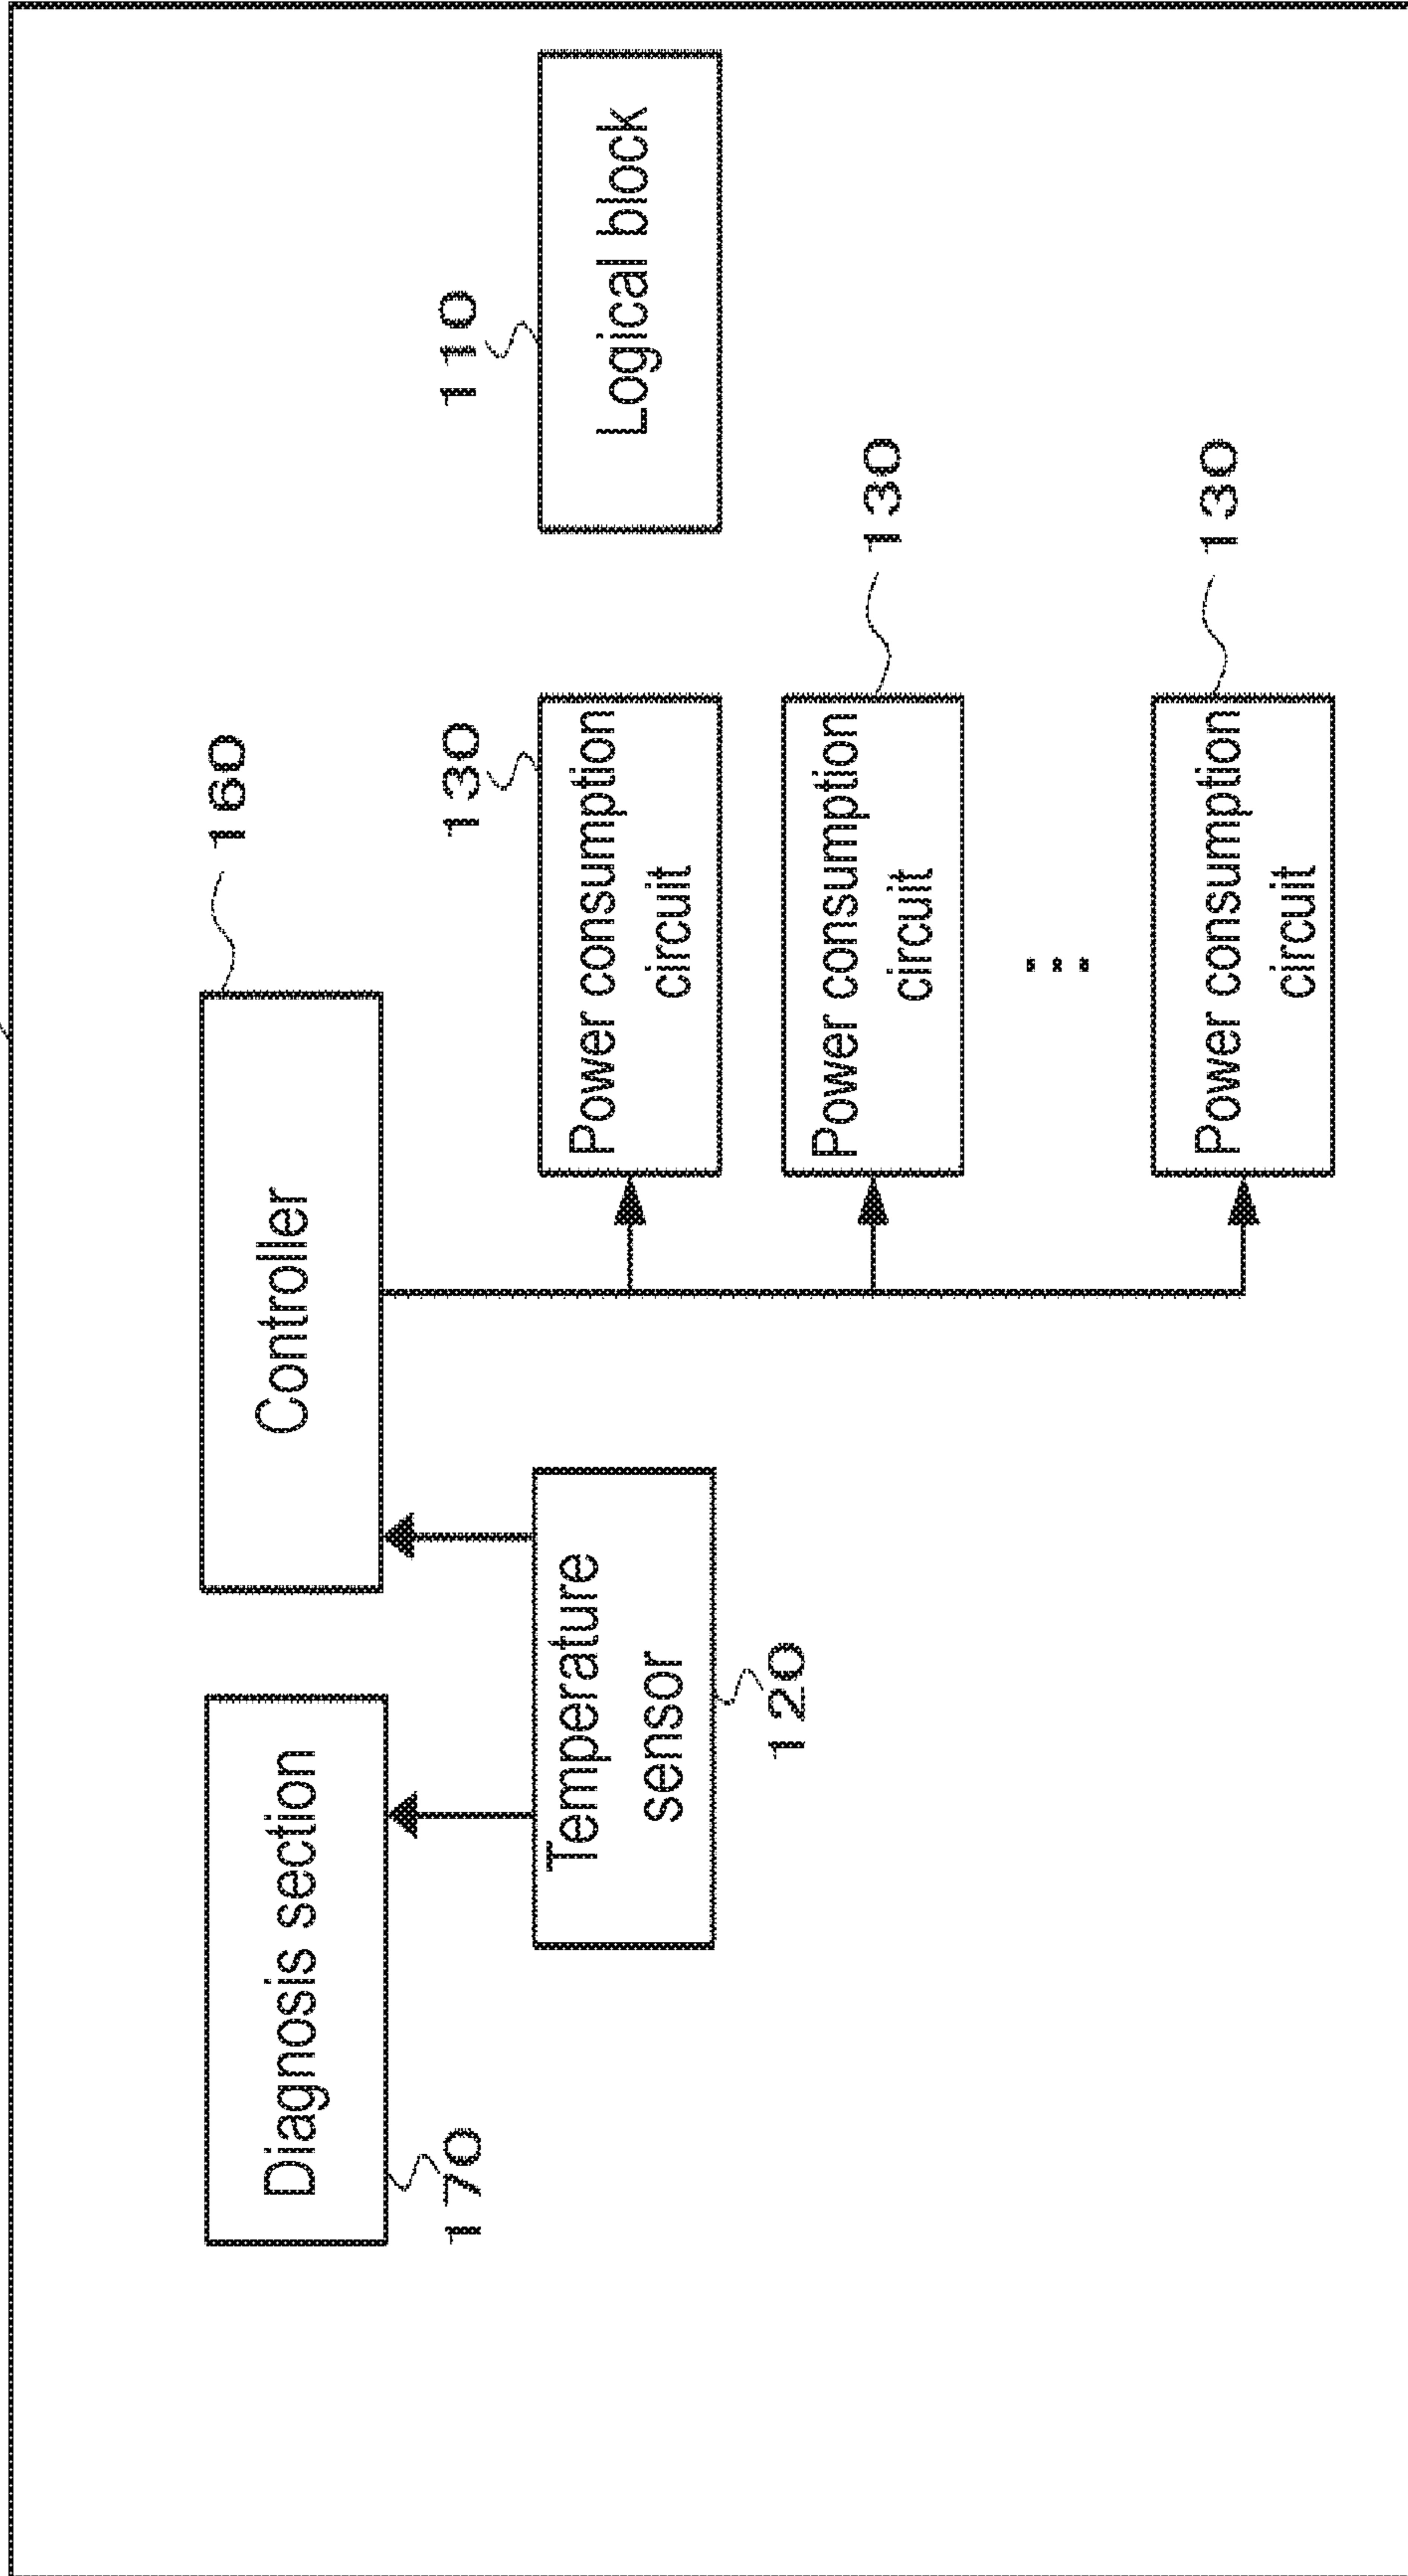 170
Diagnosis section
Controller
160
Temperature
sensor
120
130
Power consumption
circuit
110
Logical block
Power consumption
circuit
130
...
Power consumption
circuit
130